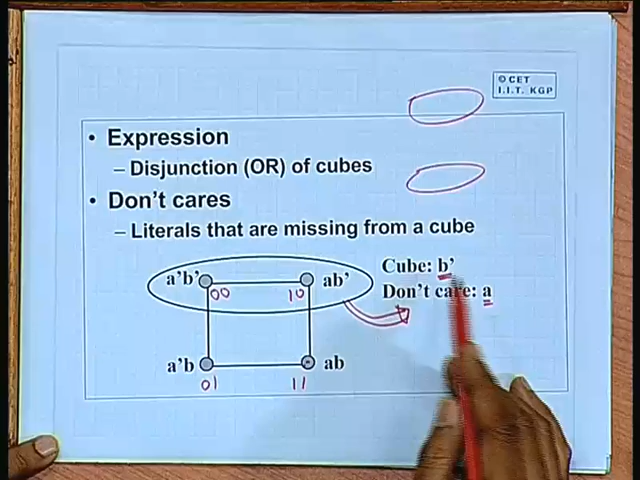 © CET
I.I.T. KGP
• Expression
– Disjunction (OR) of cubes
• Don't cares
– Literals that are missing from a cube
a'b' ab' Cube: b'
00 10 Don't care: a
a'b ab
01 11